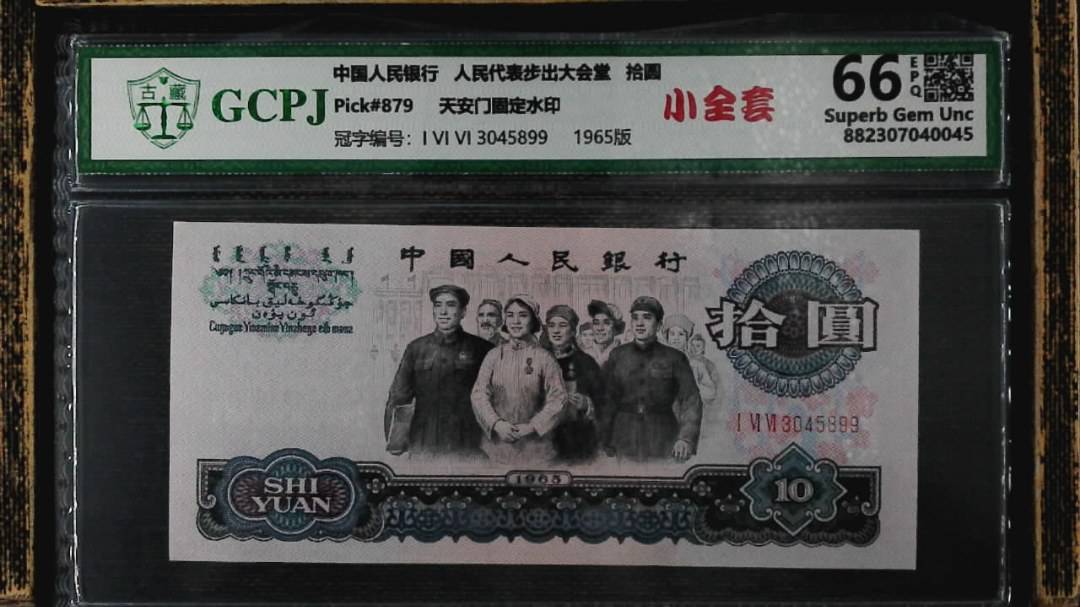 古藏
GCPJ
中国人民银行 人民代表步出大会堂 拾圆
Pick#879 天安门固定水印
冠字编号: I VI VI 3045899 1965版
小全套
66 EPQ
Superb Gem Unc
882307040045
中國人民銀行
拾圓
I VI VI 3045899
1965
SHI
YUAN
10